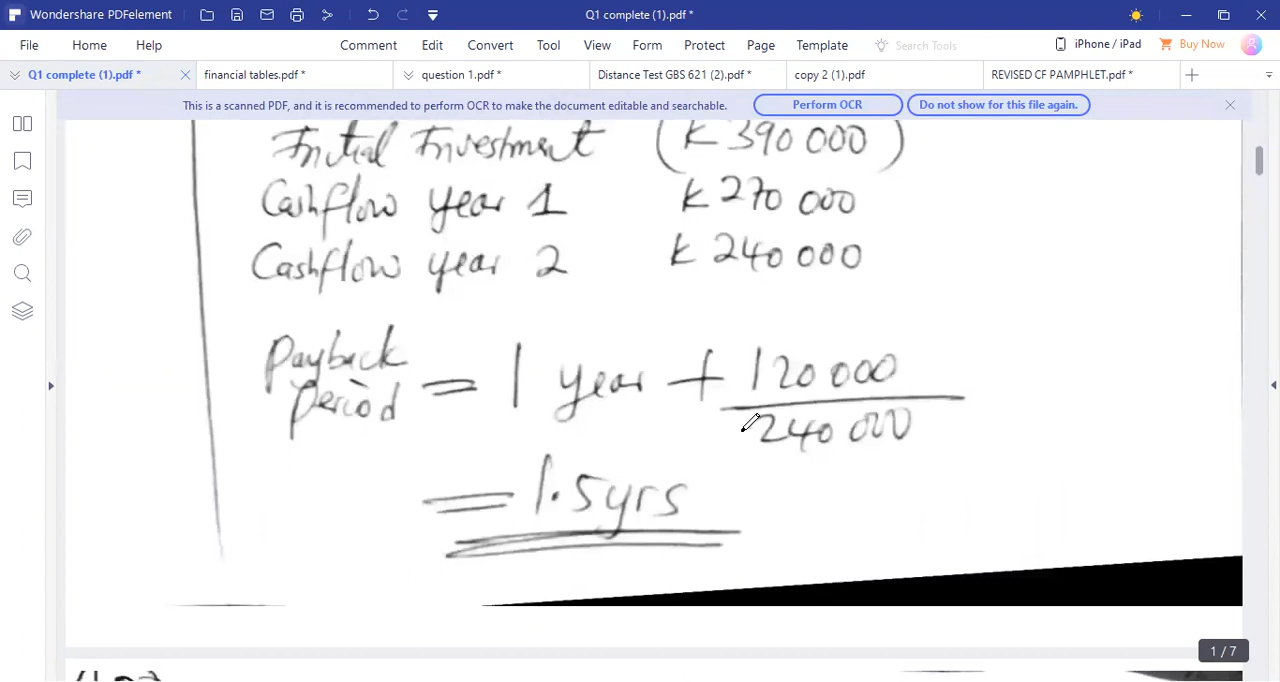 Wondershare PDFelement
Q1 complete (1).pdf *
File Home Help Comment Edit Convert Tool View Form Protect Page Template Search Tools iPhone / iPad Buy Now
Q1 complete (1).pdf * financial tables.pdf * question 1.pdf * Distance Test GBS 621 (2).pdf * copy 2 (1).pdf REVISED CF PAMPHLET.pdf *
This is a scanned PDF, and it is recommended to perform OCR to make the document editable and searchable. Perform OCR Do not show for this file again.
Initial Investment (K 390 000)
Cashflow year 1 K 270 000
Cashflow year 2 K 240 000
Payback
Period = 1 year + 120 000
240 000
= 1.5yrs
1 / 7